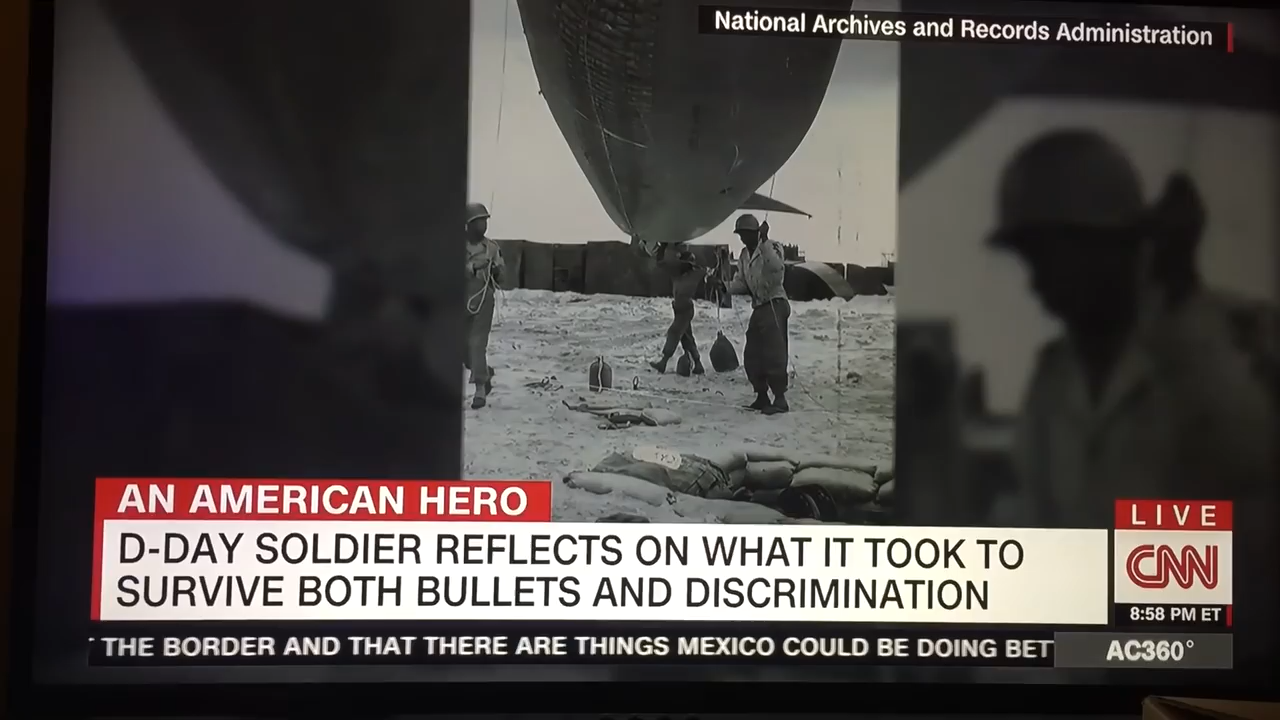 National Archives and Records Administration
AN AMERICAN HERO
D-DAY SOLDIER REFLECTS ON WHAT IT TOOK TO
SURVIVE BOTH BULLETS AND DISCRIMINATION
LIVE
CNN
8:58 PM ET
THE BORDER AND THAT THERE ARE THINGS MEXICO COULD BE DOING BET
AC360°